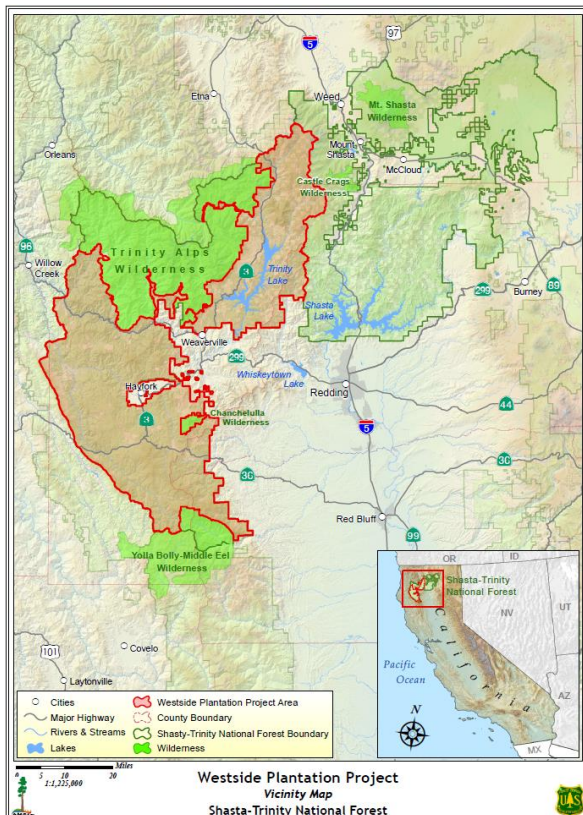 5
97
Etna
Weed
Mt. Shasta
Wilderness
Orleans
Mount
Shasta
McCloud
Castle Crags
Wilderness
Trinity Alps
Wilderness
96
Willow
Creek
3
Trinity
Lake
Shasta
Lake
299
Burney
89
Weaverville
299
Whiskeytown
Lake
Redding
Hayfork
3
Chanchelulla
Wilderness
44
5
36
36
Red Bluff
99
Yolla Bolly-Middle Eel
Wilderness
Covelo
101
Laytonville
OR
ID
Shasta-Trinity
National Forest
NV
UT
California
Pacific
Ocean
AZ
N
MX
Cities
Major Highway
Rivers & Streams
Lakes
Westside Plantation Project Area
County Boundary
Shasty-Trinity National Forest Boundary
Wilderness
0 5 10 20 Miles
1:1,225,000
Westside Plantation Project
Vicinity Map
Shasta-Trinity National Forest
UAS